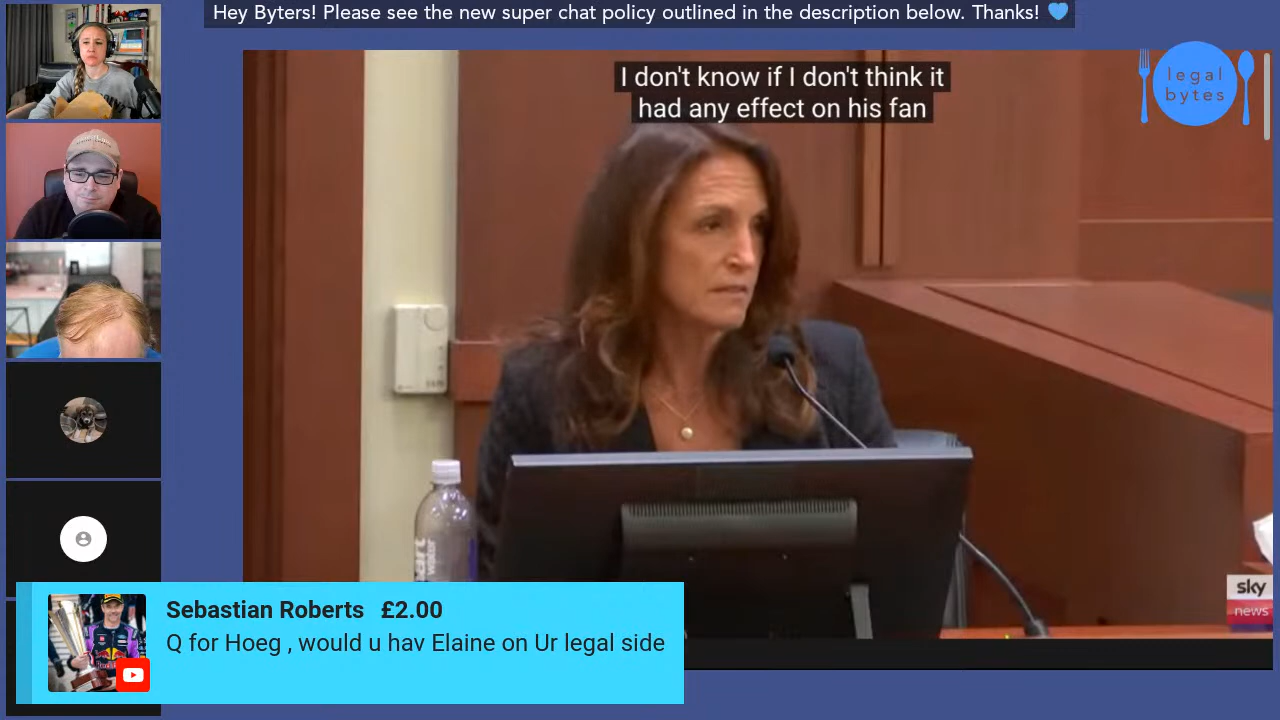 Hey Byters! Please see the new super chat policy outlined in the description below. Thanks! 💙
legal
bytes
I don't know if I don't think it
had any effect on his fan
sky
news
Sebastian Roberts £2.00
Q for Hoeg , would u hav Elaine on Ur legal side